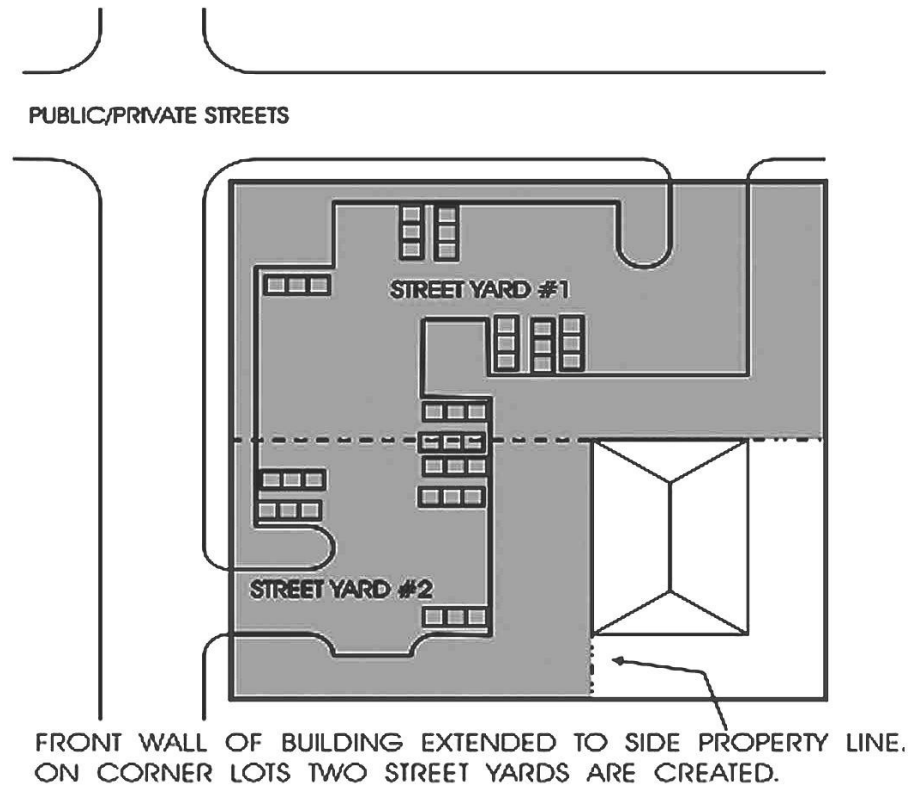 PUBLIC/PRIVATE STREETS
STREET YARD #1
STREET YARD #2
FRONT WALL OF BUILDING EXTENDED TO SIDE PROPERTY LINE.
ON CORNER LOTS TWO STREET YARDS ARE CREATED.